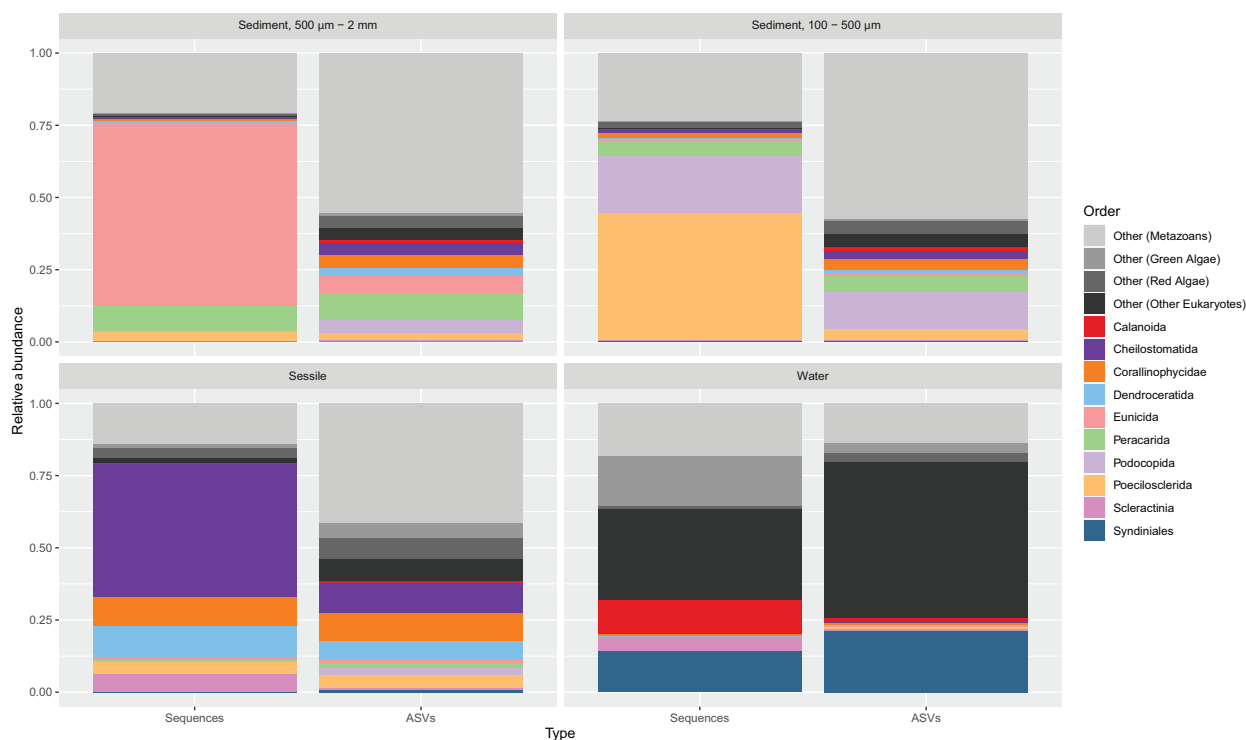 Sediment, 500 µm − 2 mm
Sediment, 100 − 500 µm
1.00
0.75
0.50
0.25
0.00
Sessile
Water
1.00
0.75
0.50
0.25
0.00
Relative abundance
Sequences
ASVs
Sequences
ASVs
Type
Order
Other (Metazoans)
Other (Green Algae)
Other (Red Algae)
Other (Other Eukaryotes)
Calanoida
Cheilostomatida
Corallinophycidae
Dendroceratida
Eunicida
Peracarida
Podocopida
Poecilosclerida
Scleractinia
Syndiniales